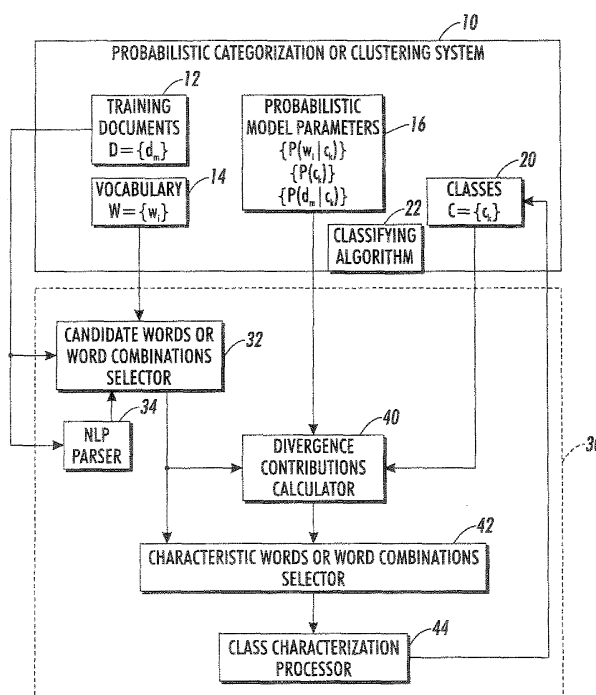 10
PROBABILISTIC CATEGORIZATION OR CLUSTERING SYSTEM
12
TRAINING
DOCUMENTS
D={dm}
14
VOCABULARY
W={wi}
PROBABILISTIC
MODEL PARAMETERS
{P(wi|ck)}
{P(ck)}
{P(dm|ck)}
16
20
CLASSES
C={ck}
22
CLASSIFYING
ALGORITHM
CANDIDATE WORDS OR
WORD COMBINATIONS
SELECTOR
32
34
NLP
PARSER
40
DIVERGENCE
CONTRIBUTIONS
CALCULATOR
42
CHARACTERISTIC WORDS OR WORD COMBINATIONS
SELECTOR
44
CLASS CHARACTERIZATION
PROCESSOR